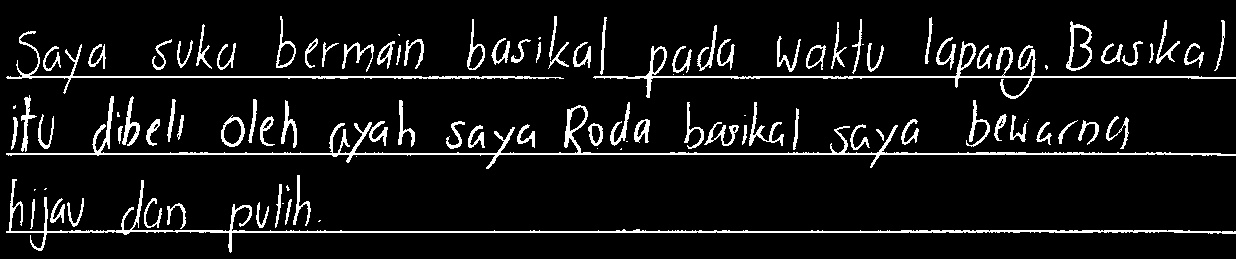 Saya suka bermain basikal pada waktu lapang. Basikal
itu dibeli oleh ayah saya Roda basikal saya bewarna
hijau dan putih.